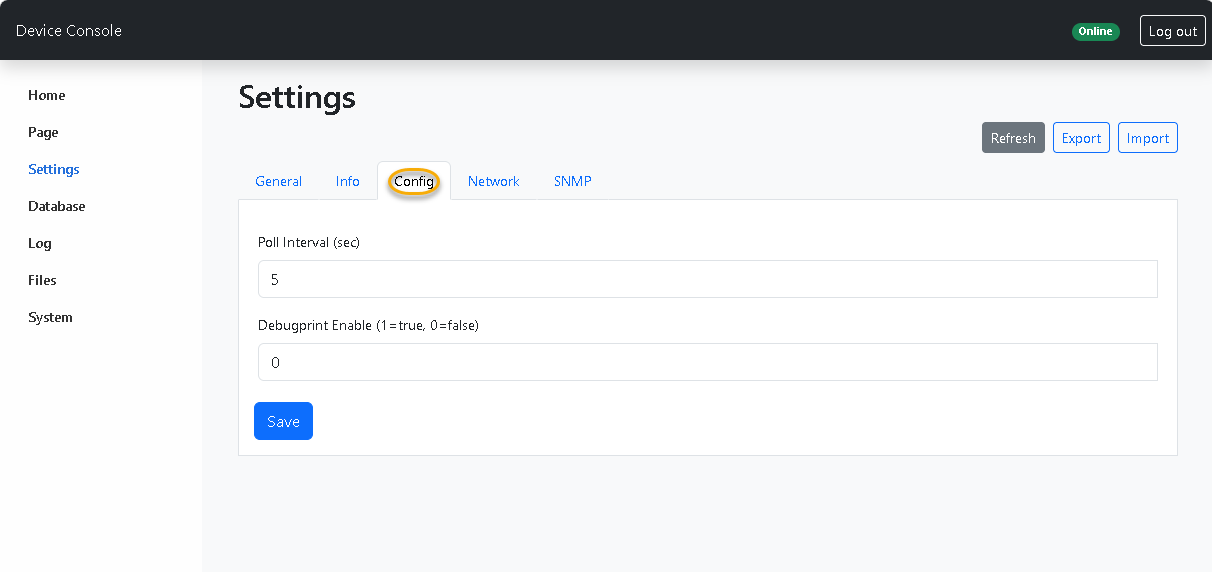 Device Console
Online
Log out
Home
Page
Settings
Database
Log
Files
System
Settings
Refresh
Export
Import
General
Info
Config
Network
SNMP
Poll Interval (sec)
5
Debugprint Enable (1=true, 0=false)
0
Save